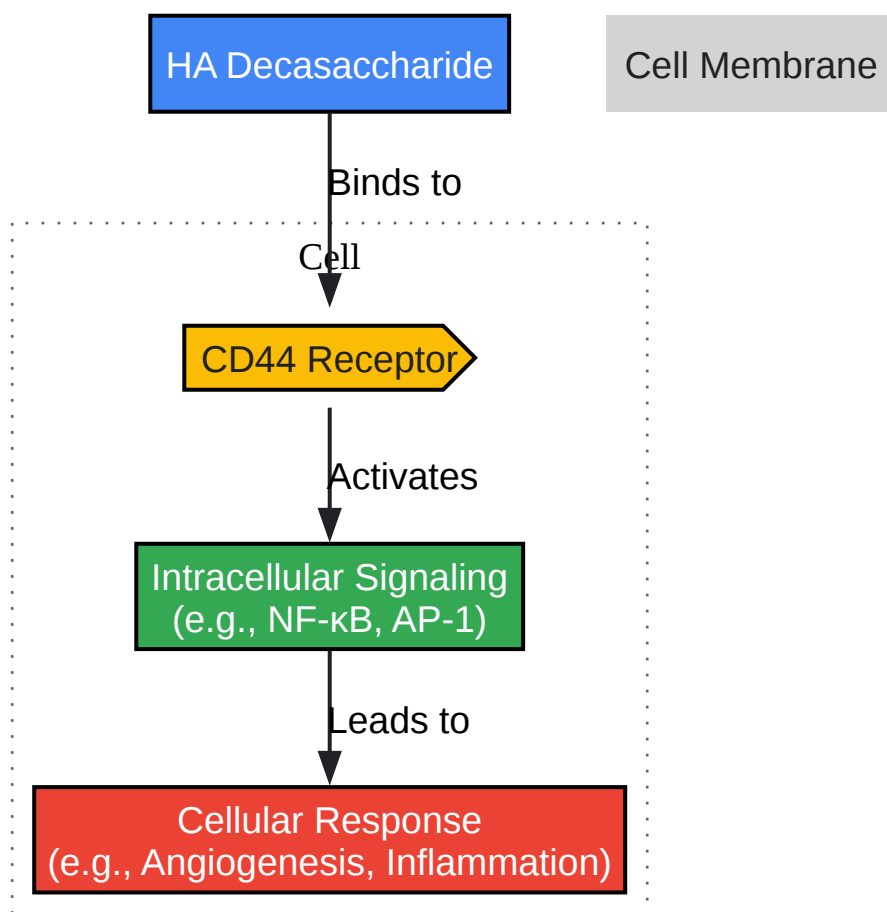 HA Decasaccharide
Cell Membrane
Binds to
Cell
CD44 Receptor
Activates
Intracellular Signaling
(e.g., NF-κB, AP-1)
Leads to
Cellular Response
(e.g., Angiogenesis, Inflammation)